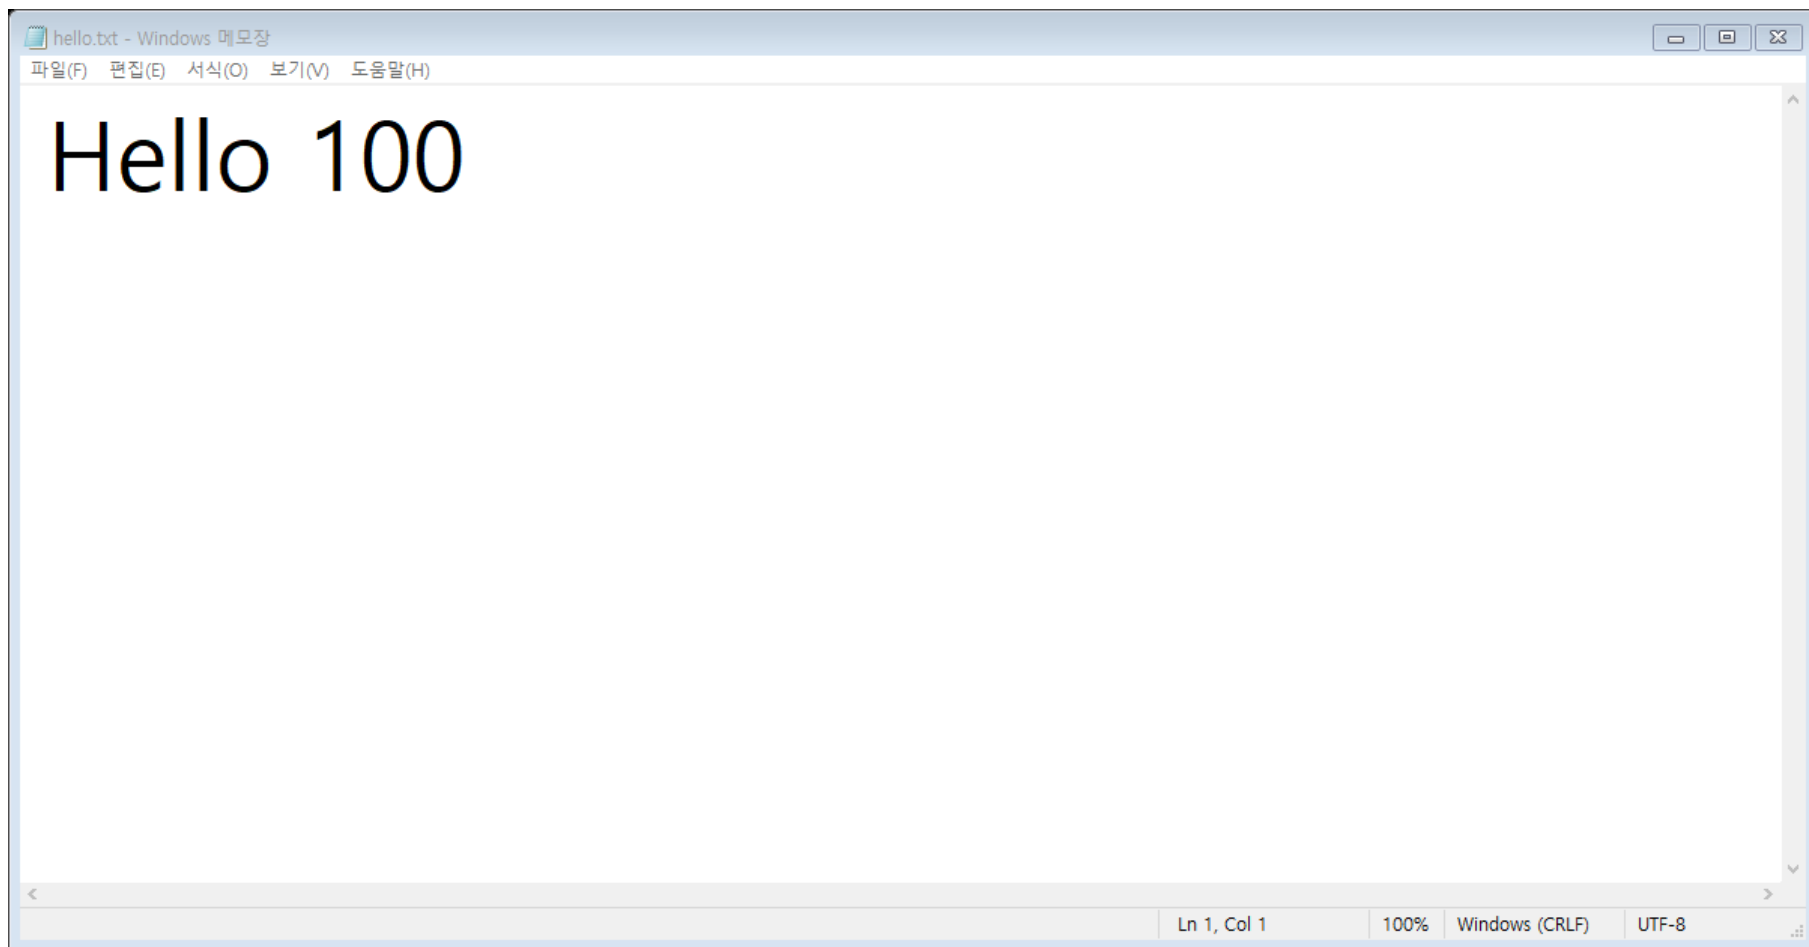 hello.txt - Windows 메모장
파일(F) 편집(E) 서식(O) 보기(V) 도움말(H)
Hello 100
Ln 1, Col 1 100% Windows (CRLF) UTF-8